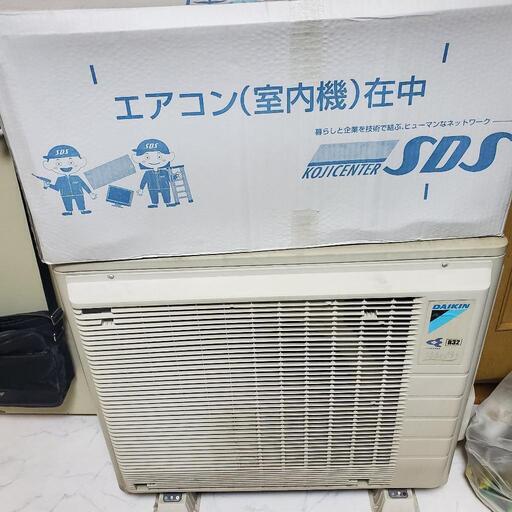 エアコン(室内機)在中
暮らしと企業を技術で結ぶ、ヒューマンなネットワーク
SDS
SDS
KOJICENTER SDS
DAIKIN
R32